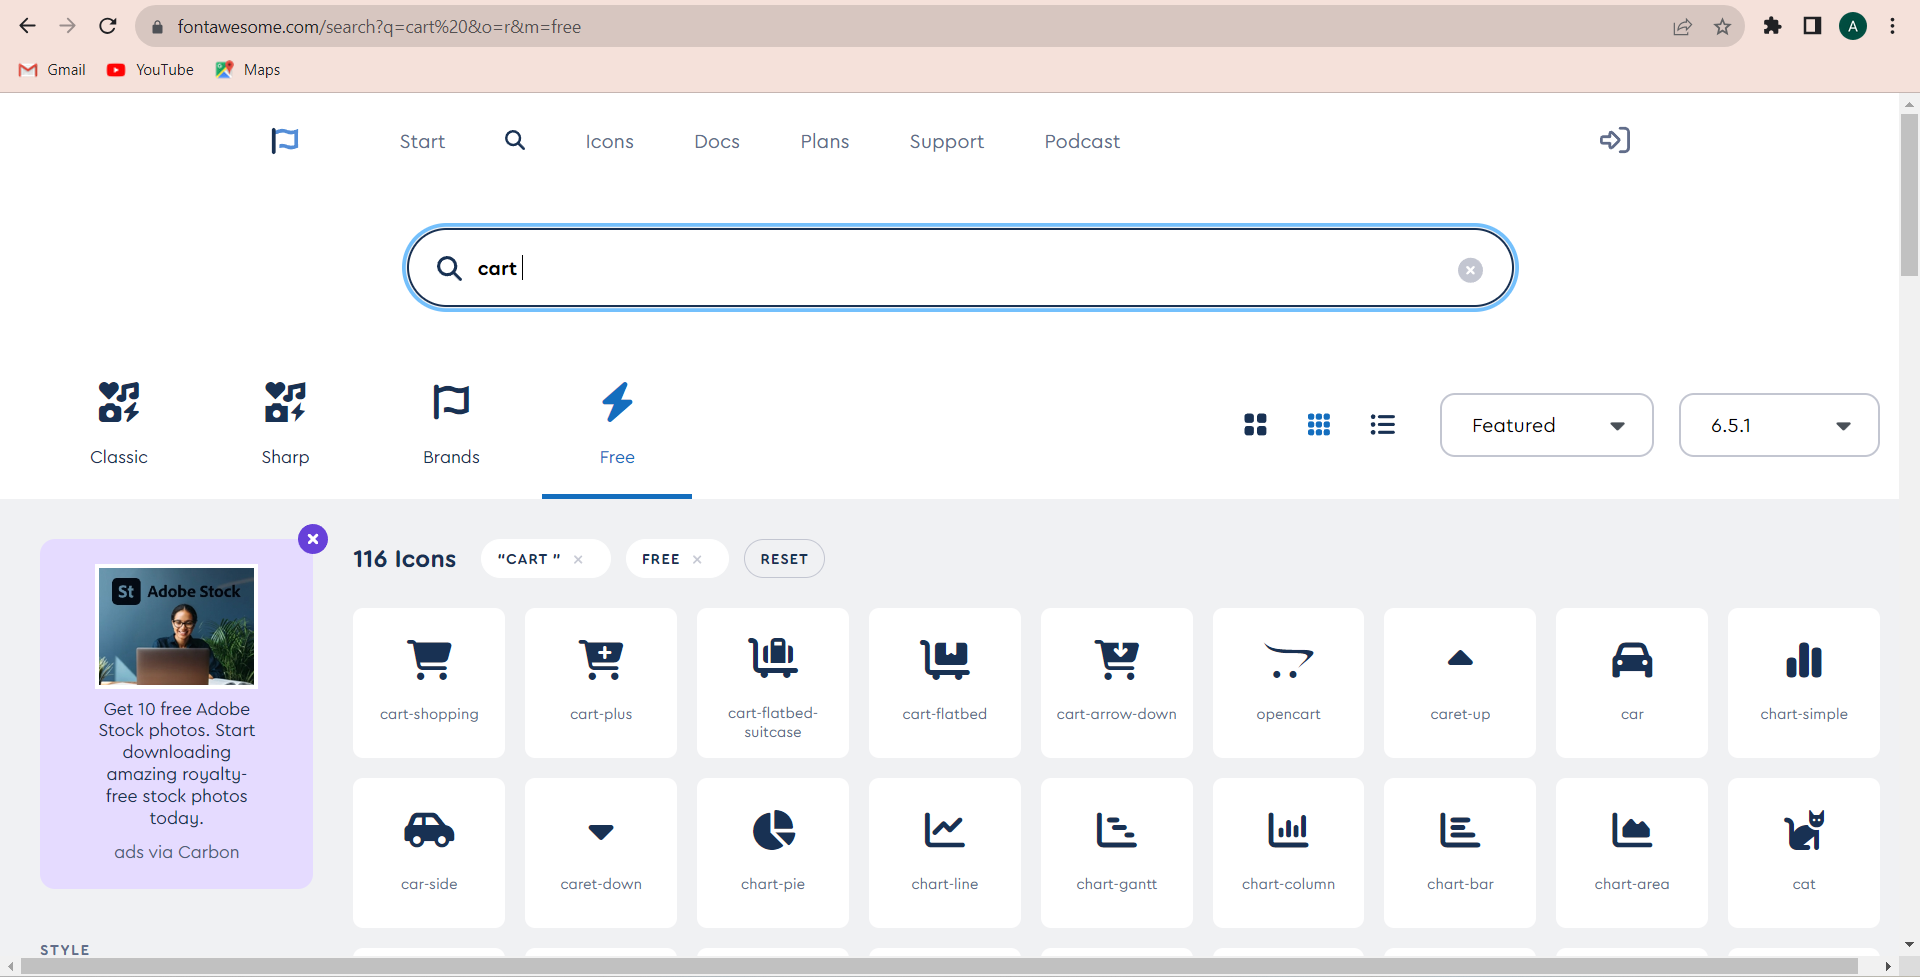 fontawesome.com/search?q=cart%20&o=r&m=free
A
Gmail
YouTube
Maps
Start
Icons
Docs
Plans
Support
Podcast
cart
Classic
Sharp
Brands
Free
Featured
6.5.1
St Adobe Stock
Get 10 free Adobe
Stock photos. Start
downloading
amazing royalty-
free stock photos
today.
ads via Carbon
STYLE
116 Icons
“CART ”
FREE
RESET
cart-shopping
cart-plus
cart-flatbed-
suitcase
cart-flatbed
cart-arrow-down
opencart
caret-up
car
chart-simple
car-side
caret-down
chart-pie
chart-line
chart-gantt
chart-column
chart-bar
chart-area
cat